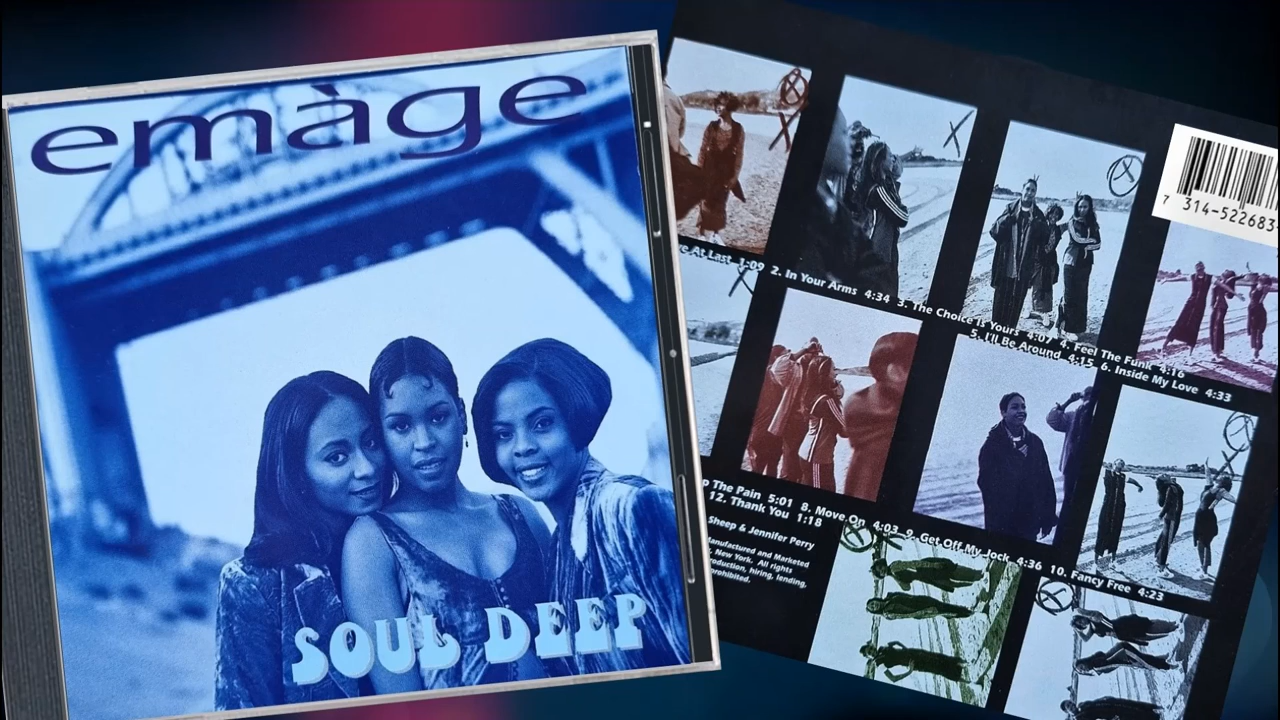 emàge
SOUL DEEP
7 314-522683
At Last 1:09 2. In Your Arms 4:34 3. The Choice Is Yours 4:07 4. Feel The Funk 4:16
5. I'll Be Around 4:15 6. Inside My Love 4:33
The Pain 5:01 8. Move On 4:03 9. Get Off My Jock 4:36 10. Fancy Free 4:23
12. Thank You 1:18
Sheep & Jennifer Perry
Manufactured and Marketed
New York. All rights
hiring, lending,
prohibited.